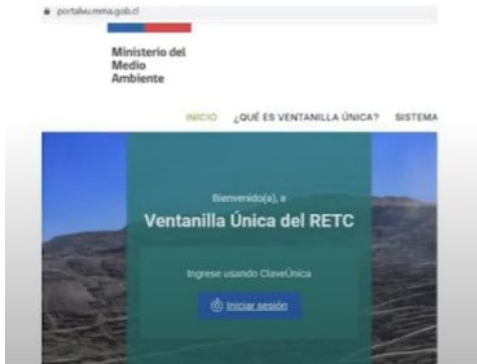 portalvu.mma.gob.cl
Ministerio del
Medio
Ambiente
INICIO ¿QUÉ ES VENTANILLA ÚNICA? SISTEMA
Bienvenido(a), a
Ventanilla Única del RETC
Ingrese usando ClaveÚnica
Iniciar sesión